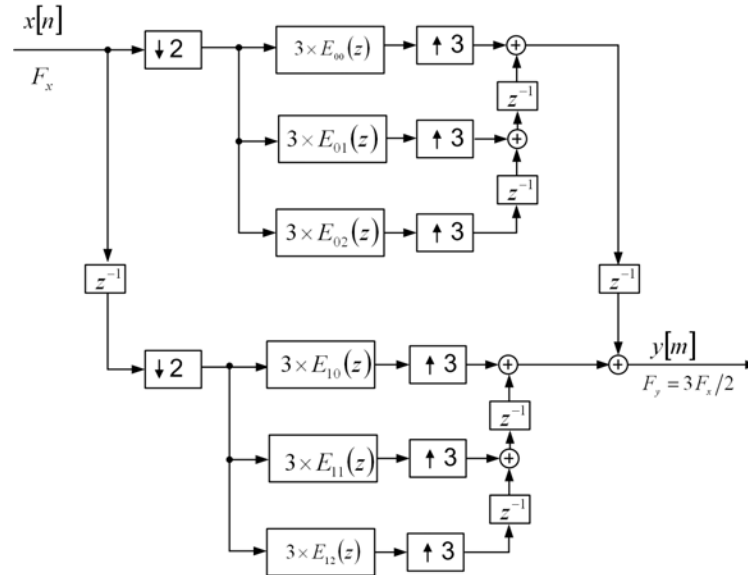 x[n]
F_x
↓ 2
3 × E_00(z)
↑ 3
+
z^-1
3 × E_01(z)
↑ 3
+
z^-1
3 × E_02(z)
↑ 3
z^-1
z^-1
↓ 2
3 × E_10(z)
↑ 3
+
+
y[m]
F_y = 3F_x/2
z^-1
3 × E_11(z)
↑ 3
+
z^-1
3 × E_12(z)
↑ 3